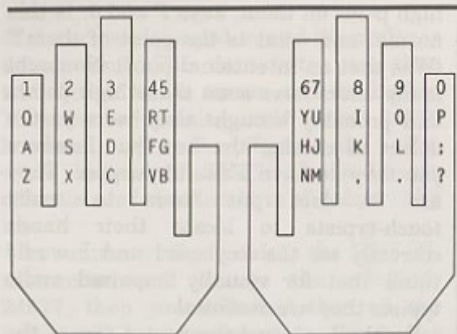 1 2 3 45 67 8 9 0
Q W E RT YU I O P
A S D FG HJ K L ;
Z X C VB NM , . ?